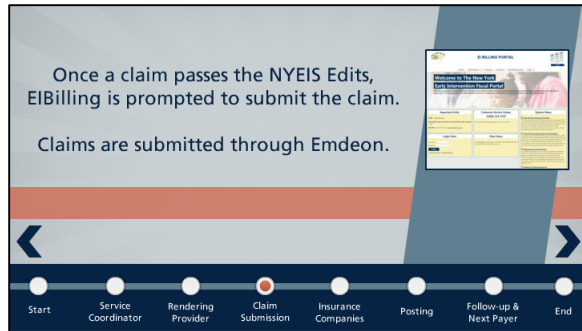 Once a claim passes the NYEIS Edits,
EIBilling is prompted to submit the claim.
Claims are submitted through Emdeon.
EI BILLING PORTAL
Welcome to The New York
Early Intervention Fiscal Portal
Start
Service
Coordinator
Rendering
Provider
Claim
Submission
Insurance
Companies
Posting
Follow-up &
Next Payer
End